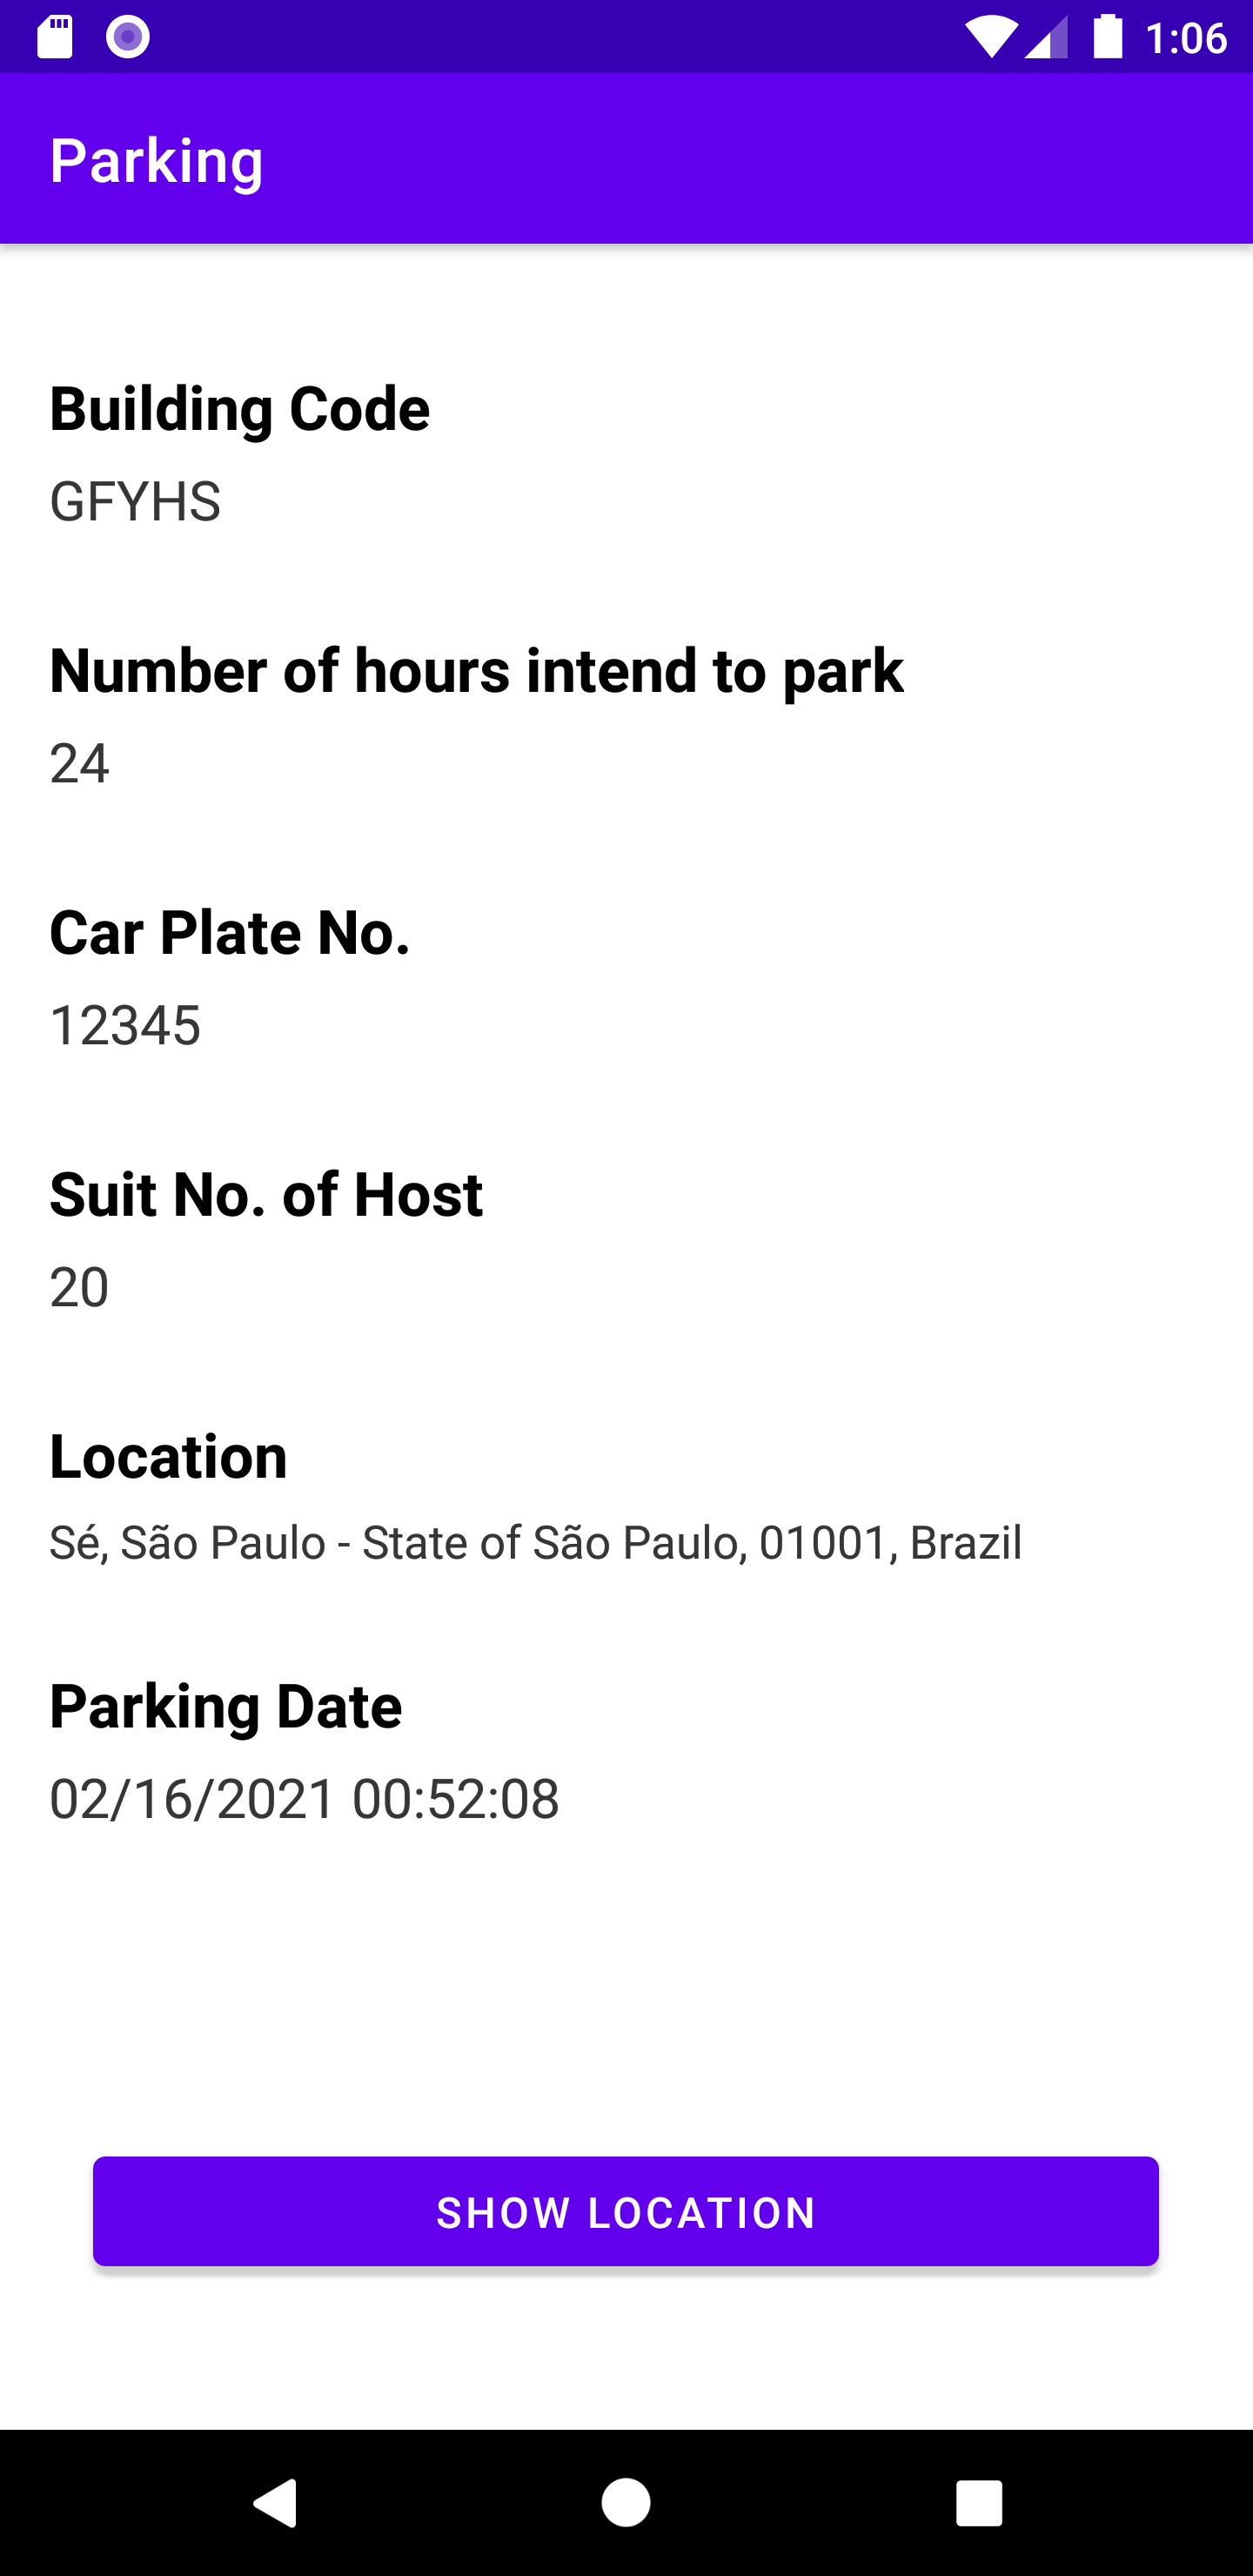 1:06
Parking
Building Code
GFYHS
Number of hours intend to park
24
Car Plate No.
12345
Suit No. of Host
20
Location
Sé, São Paulo - State of São Paulo, 01001, Brazil
Parking Date
02/16/2021 00:52:08
SHOW LOCATION